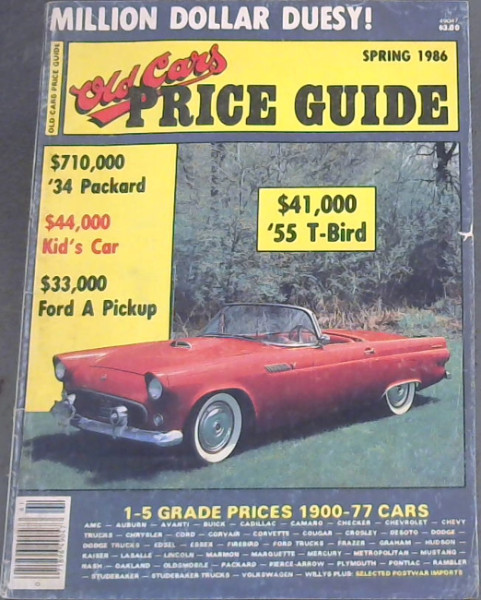 MILLION DOLLAR DUESY!
$3.00
OLD CARS PRICE GUIDE
SPRING 1986
Old Cars
PRICE GUIDE
$710,000
'34 Packard
$44,000
Kid's Car
$33,000
Ford A Pickup
$41,000
'55 T-Bird
1-5 GRADE PRICES 1900-77 CARS
AMC — AUBURN — AVANTI — BUICK — CADILLAC — CAMARO — CHECKER — CHEVROLET — CHEVY
TRUCKS — CHRYSLER — CORD — CORVAIR — CORVETTE — COUGAR — CROSLEY — DESOTO — DODGE —
DODGE TRUCKS — EDSEL — ESSEX — FIREBIRD — FORD TRUCKS — FRAZER — GRAHAM — HUDSON —
KAISER — LASALLE — LINCOLN — MARMON — MARQUETTE — MERCURY — METROPOLITAN — MUSTANG —
NASH — OAKLAND — OLDSMOBILE — PACKARD — PIERCE-ARROW — PLYMOUTH — PONTIAC — RAMBLER
— STUDEBAKER — STUDEBAKER TRUCKS — VOLKSWAGEN — WILLYS PLUS: SELECTED POSTWAR IMPORTS